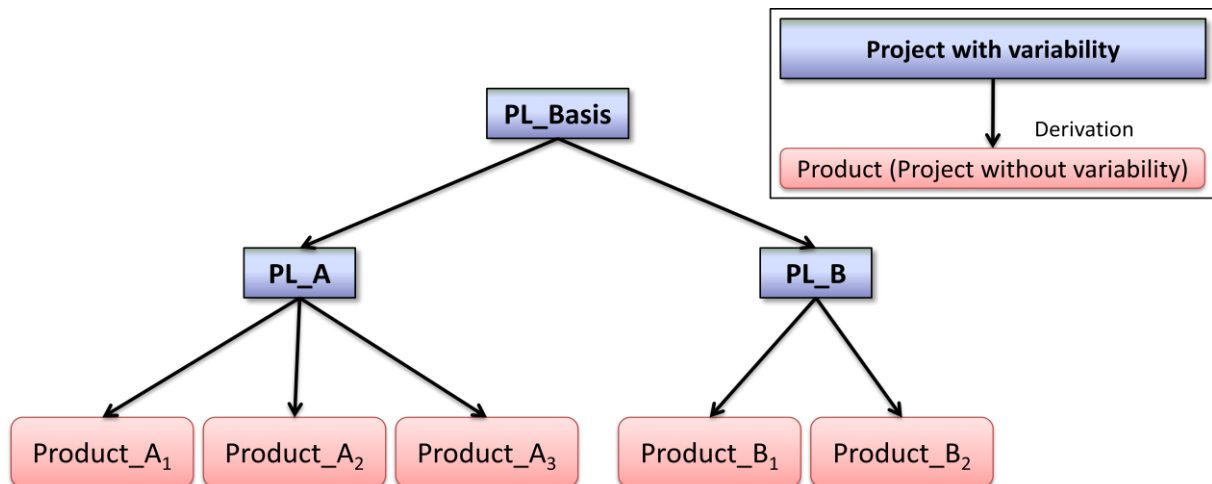 Project with variability
PL_Basis
Derivation
Product (Project without variability)
PL_A
PL_B
Product_A₁
Product_A₂
Product_A₃
Product_B₁
Product_B₂